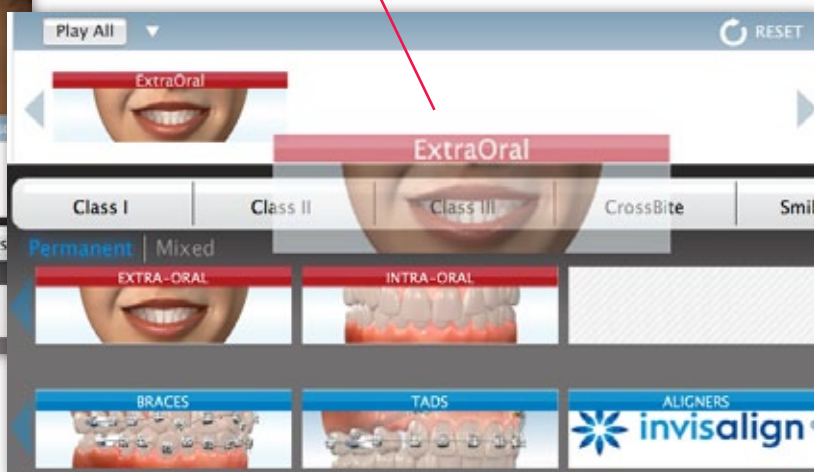 Play All
RESET
ExtraOral
ExtraOral
Class I
Class II
Class III
CrossBite
Permanent | Mixed
EXTRA-ORAL
INTRA-ORAL
BRACES
TADS
ALIGNERS
invisalign